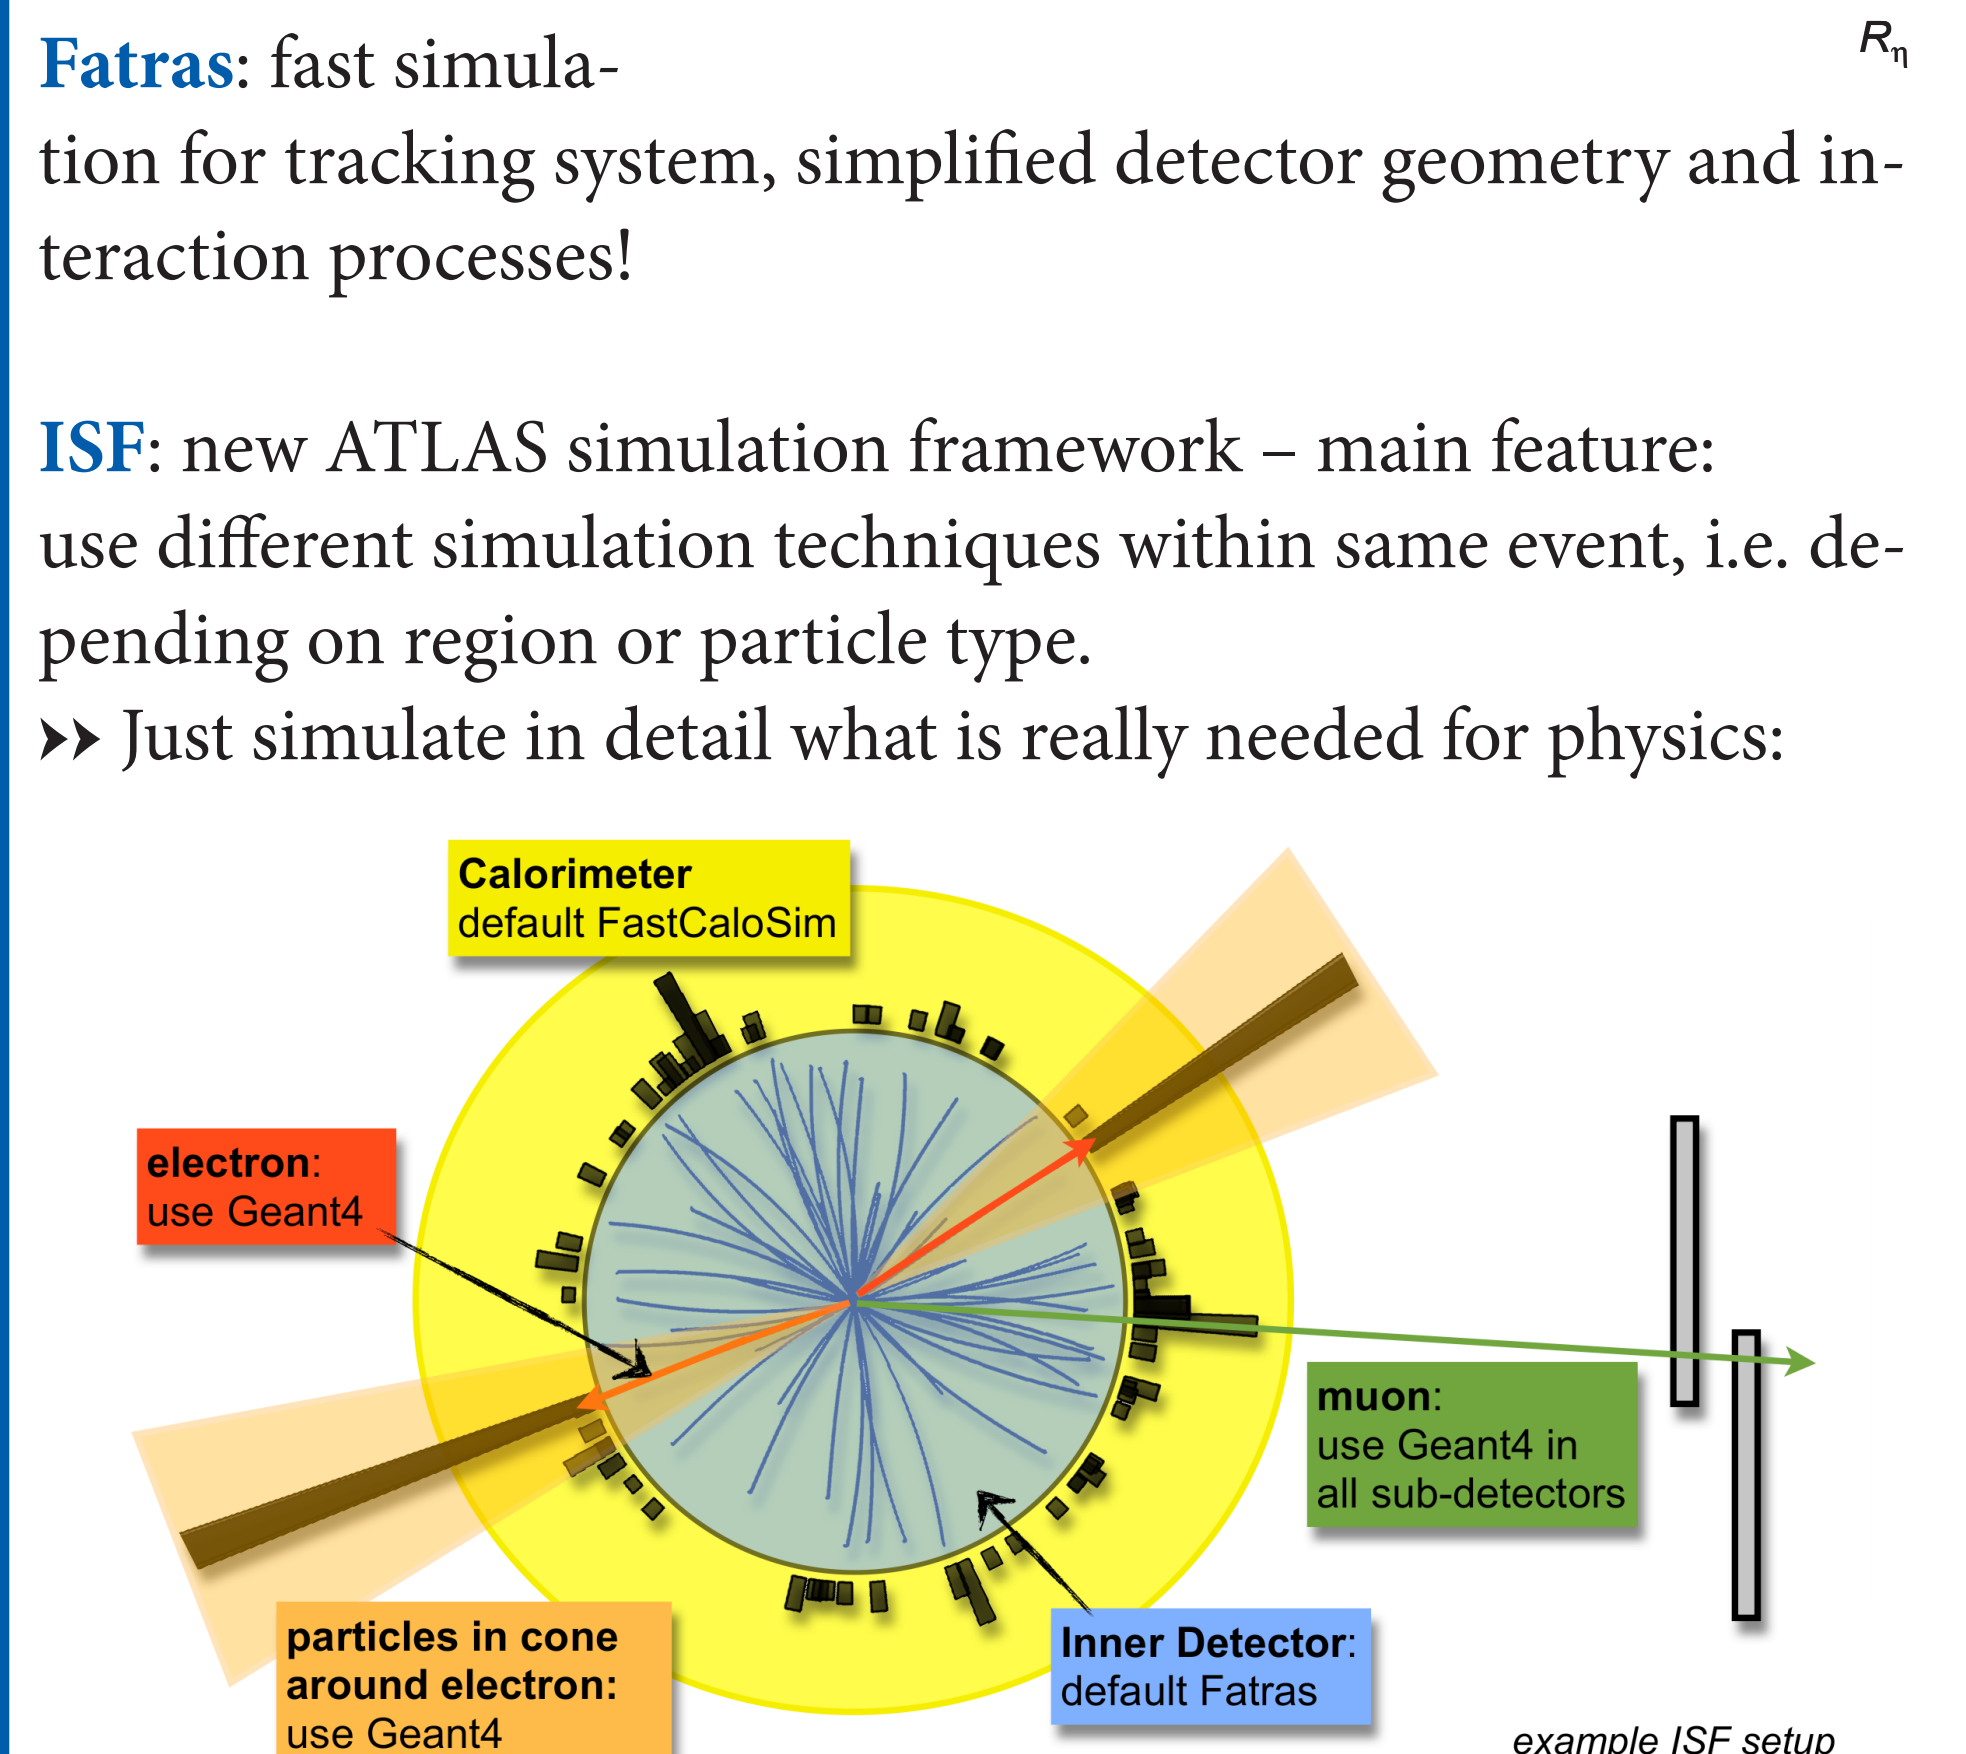 R_η
Fatras: fast simula-
tion for tracking system, simplified detector geometry and in-
teraction processes!
ISF: new ATLAS simulation framework – main feature:
use different simulation techniques within same event, i.e. de-
pending on region or particle type.
➤➤ Just simulate in detail what is really needed for physics:
Calorimeter
default FastCaloSim
electron:
use Geant4
muon:
use Geant4 in
all sub-detectors
particles in cone
around electron:
use Geant4
Inner Detector:
default Fatras
example ISF setup